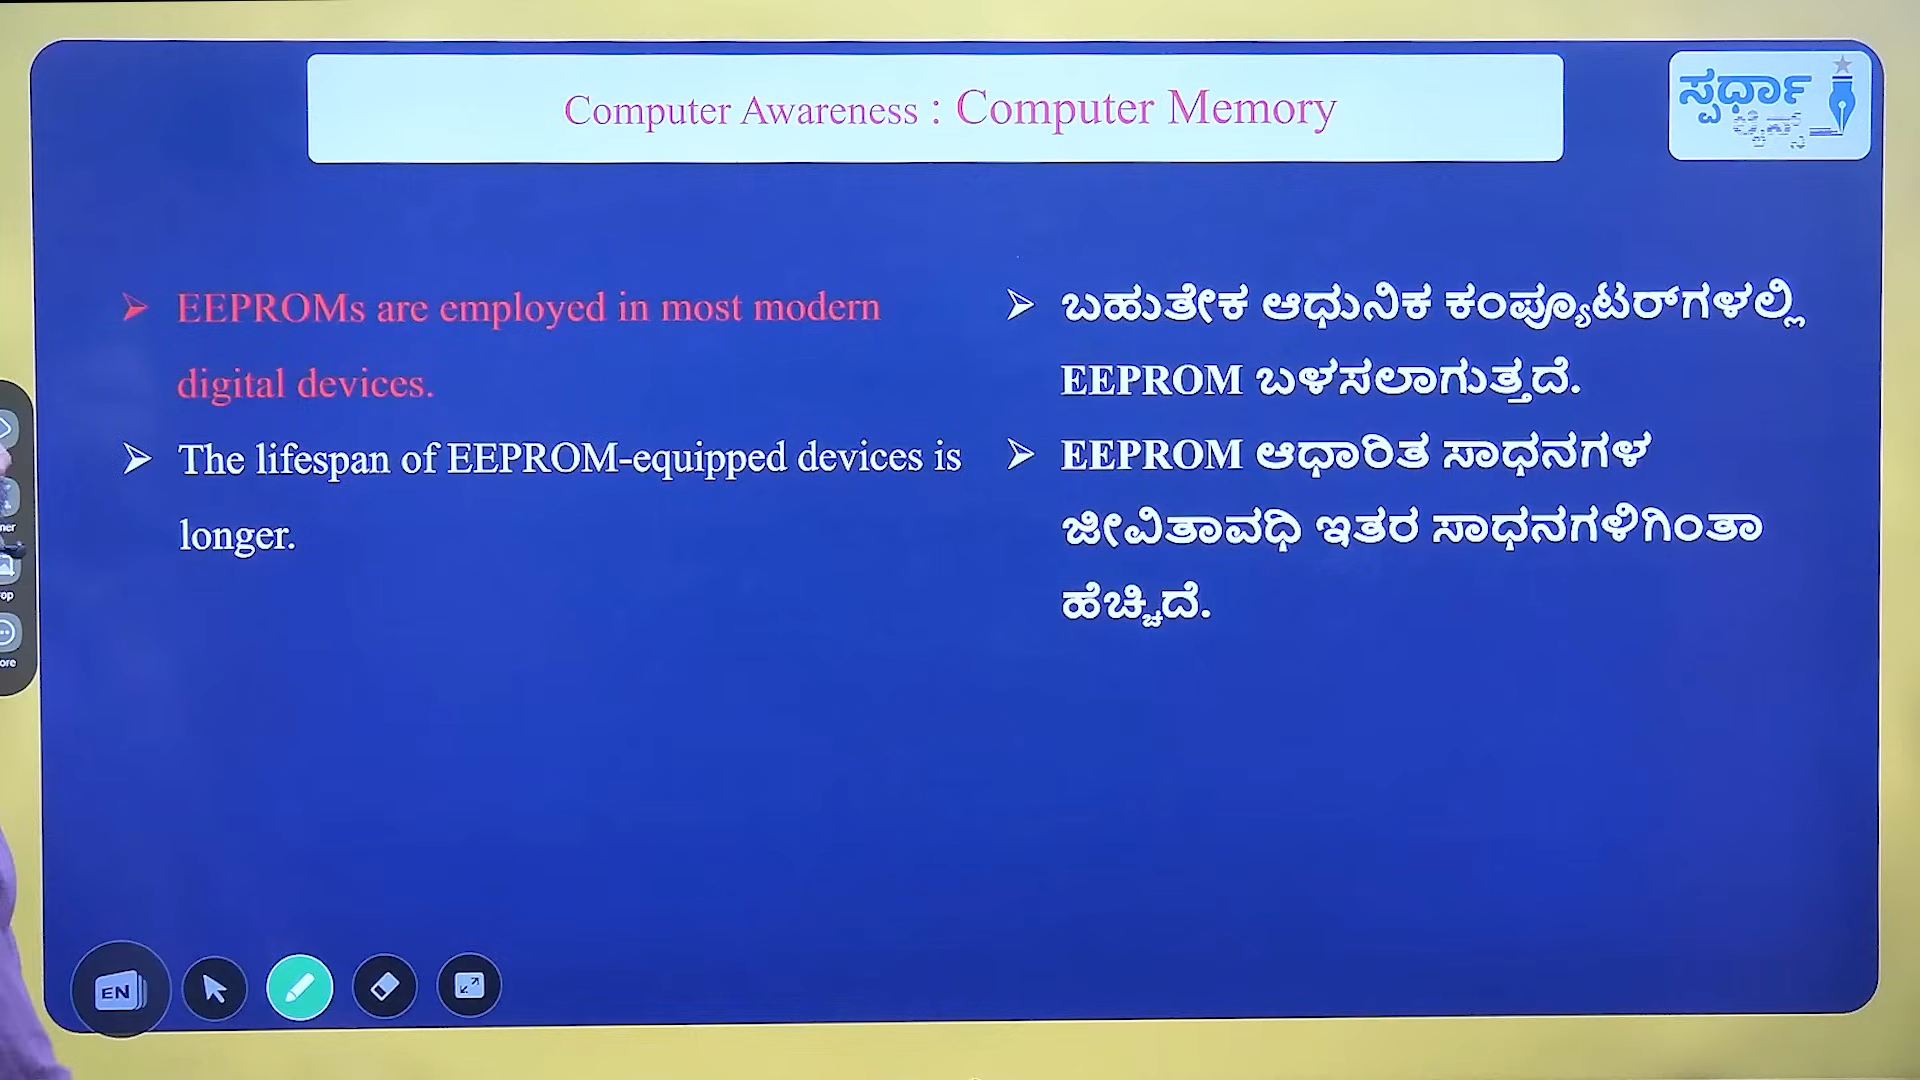 Computer Awareness : Computer Memory
ಸ್ಪರ್ಧಾ
➢ EEPROMs are employed in most modern
digital devices.
➢ The lifespan of EEPROM-equipped devices is
longer.
➢ ಬಹುತೇಕ ಆಧುನಿಕ ಕಂಪ್ಯೂಟರ್‌ಗಳಲ್ಲಿ
EEPROM ಬಳಸಲಾಗುತ್ತದೆ.
➢ EEPROM ಆಧಾರಿತ ಸಾಧನಗಳ
ಜೀವಿತಾವಧಿ ಇತರ ಸಾಧನಗಳಿಗಿಂತಾ
ಹೆಚ್ಚಿದೆ.
EN